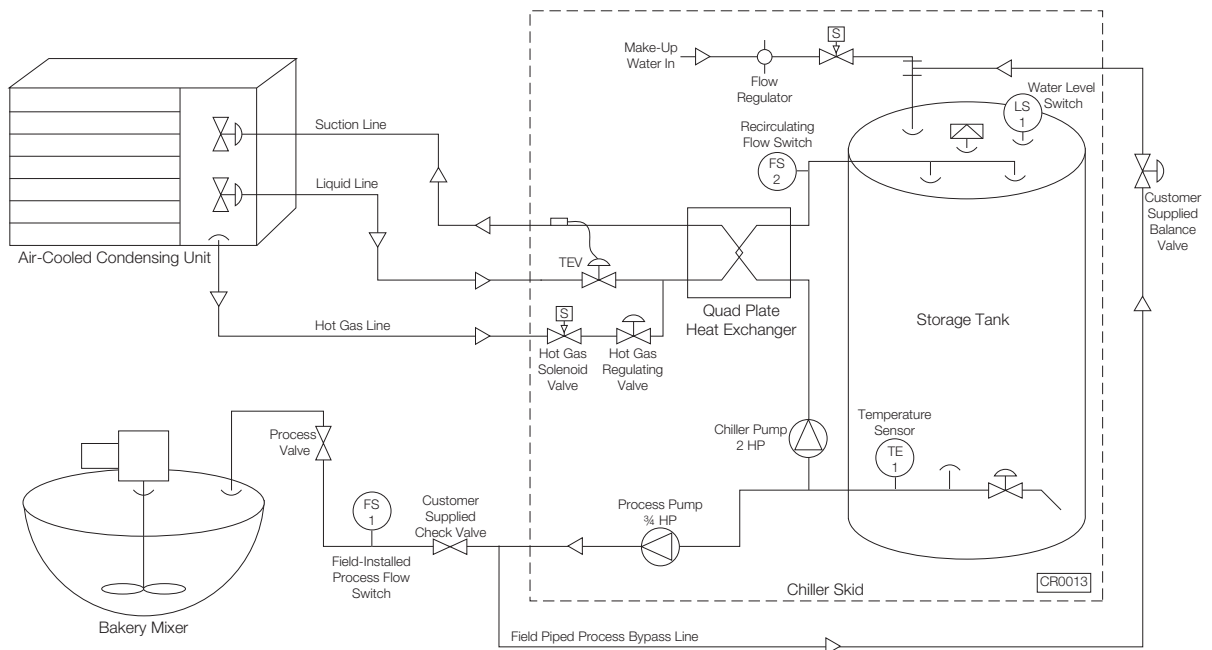 Make-Up
Water In
S
Flow
Regulator
Water Level
Switch
LS
1
Suction Line
Recirculating
Flow Switch
FS
2
Liquid Line
Customer
Supplied
Balance
Valve
Air-Cooled Condensing Unit
TEV
Quad Plate
Heat Exchanger
Storage Tank
Hot Gas Line
S
Hot Gas
Solenoid
Valve
Hot Gas
Regulating
Valve
Process
Valve
Chiller Pump
2 HP
Temperature
Sensor
TE
1
FS
1
Customer
Supplied
Check Valve
Process Pump
¾ HP
Field-Installed
Process Flow
Switch
Chiller Skid
CR0013
Bakery Mixer
Field Piped Process Bypass Line